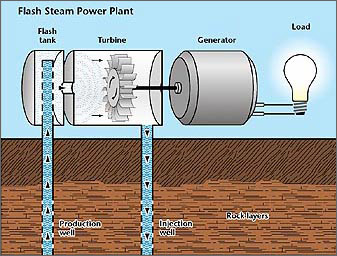 Flash Steam Power Plant
Flash
tank
Turbine
Generator
Load
Production
well
Injection
well
Rock layers